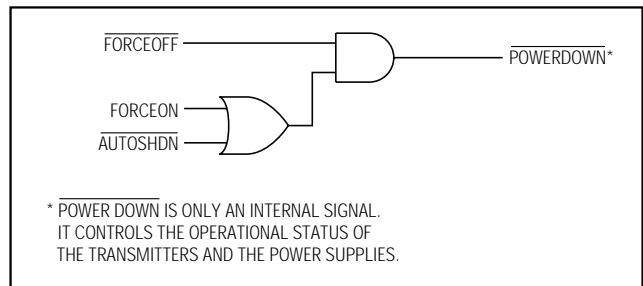 FORCEOFF
POWERDOWN*
FORCEON
AUTOSHDN
* POWER DOWN IS ONLY AN INTERNAL SIGNAL.
IT CONTROLS THE OPERATIONAL STATUS OF
THE TRANSMITTERS AND THE POWER SUPPLIES.